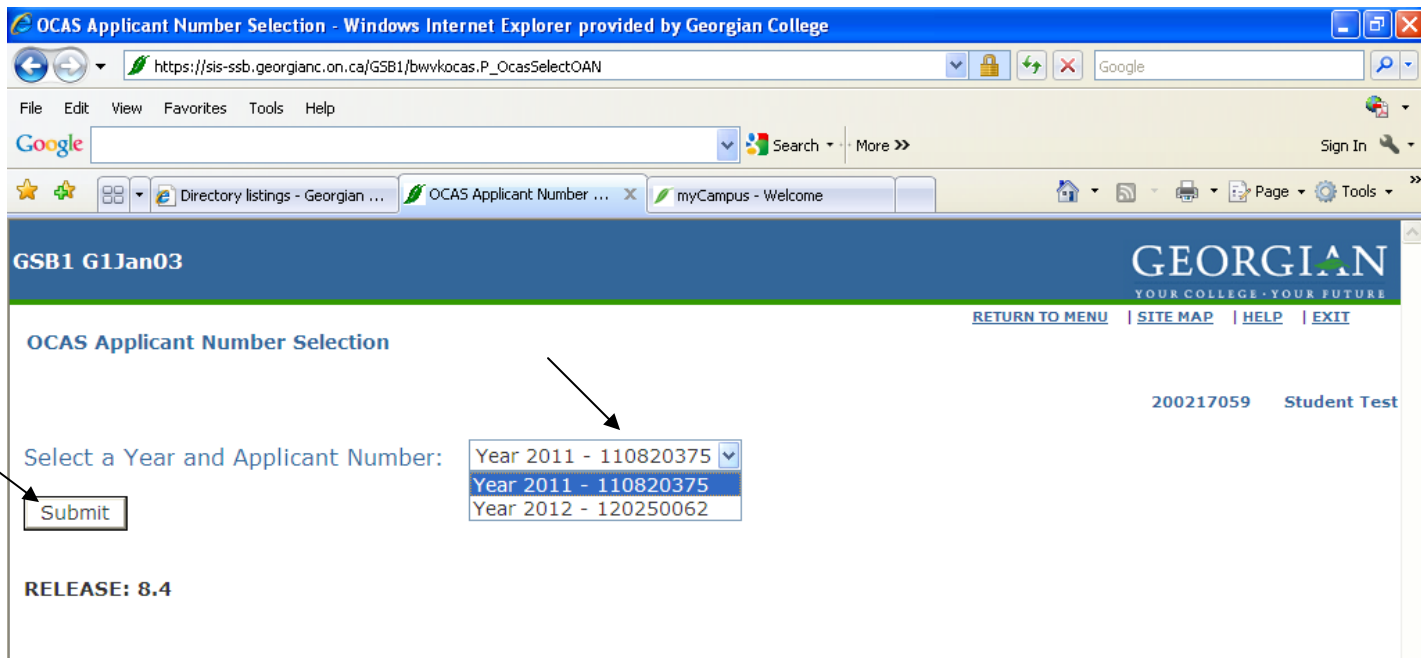 OCAS Applicant Number Selection - Windows Internet Explorer provided by Georgian College
https://sis-ssb.georgianc.on.ca/GSB1/bwvkocas.P_OcasSelectOAN
Google
File Edit View Favorites Tools Help
Google Search More >> Sign In
Directory listings - Georgian ... OCAS Applicant Number ... X myCampus - Welcome Page Tools >>
GSB1 G1Jan03
GEORGIAN
YOUR COLLEGE · YOUR FUTURE
RETURN TO MENU | SITE MAP | HELP | EXIT
OCAS Applicant Number Selection
200217059 Student Test
Select a Year and Applicant Number: Year 2011 - 110820375
Year 2011 - 110820375
Year 2012 - 120250062
Submit
RELEASE: 8.4